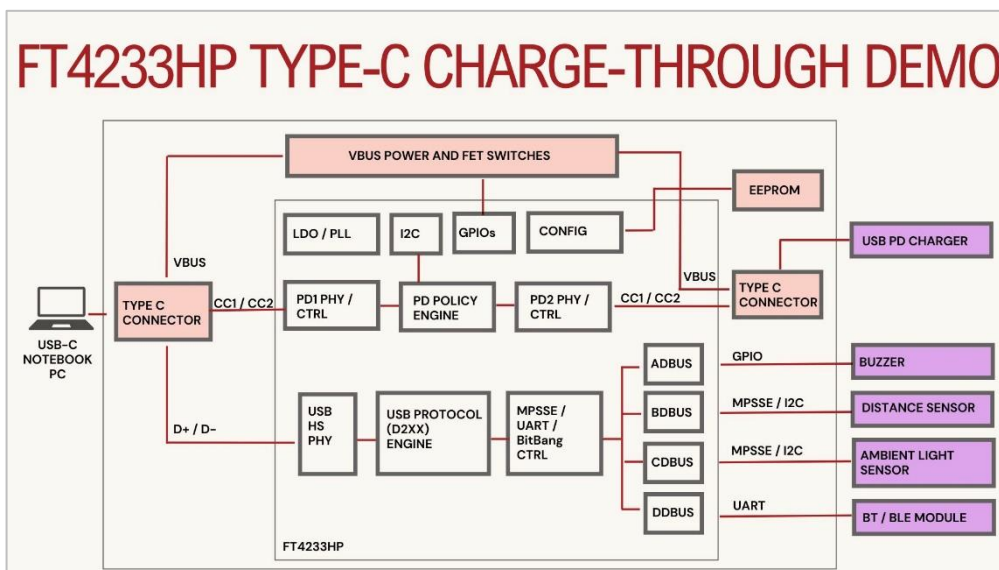 FT4233HP TYPE-C CHARGE-THROUGH DEMO
VBUS POWER AND FET SWITCHES
EEPROM
LDO / PLL
I2C
GPIOs
CONFIG
USB PD CHARGER
VBUS
VBUS
TYPE C
CONNECTOR
CC1 / CC2
PD1 PHY /
CTRL
PD POLICY
ENGINE
PD2 PHY /
CTRL
CC1 / CC2
TYPE C
CONNECTOR
USB-C
NOTEBOOK
PC
ADBUS
GPIO
BUZZER
USB
HS
PHY
USB PROTOCOL
(D2XX)
ENGINE
MPSSE /
UART /
BitBang
CTRL
BDBUS
MPSSE / I2C
DISTANCE SENSOR
D+ / D-
CDBUS
MPSSE / I2C
AMBIENT LIGHT
SENSOR
DDBUS
UART
BT / BLE MODULE
FT4233HP